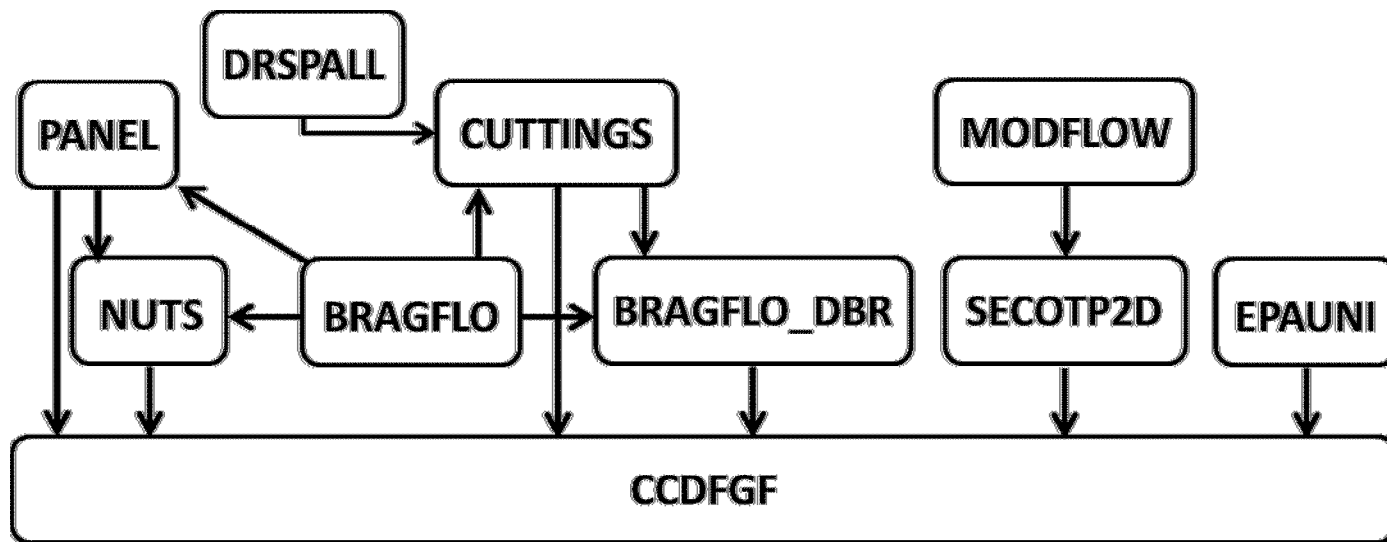 DRSPALL
PANEL
CUTTINGS
MODFLOW
NUTS
BRAGFLO
BRAGFLO_DBR
SECOTP2D
EPAUNI
CCDFGF